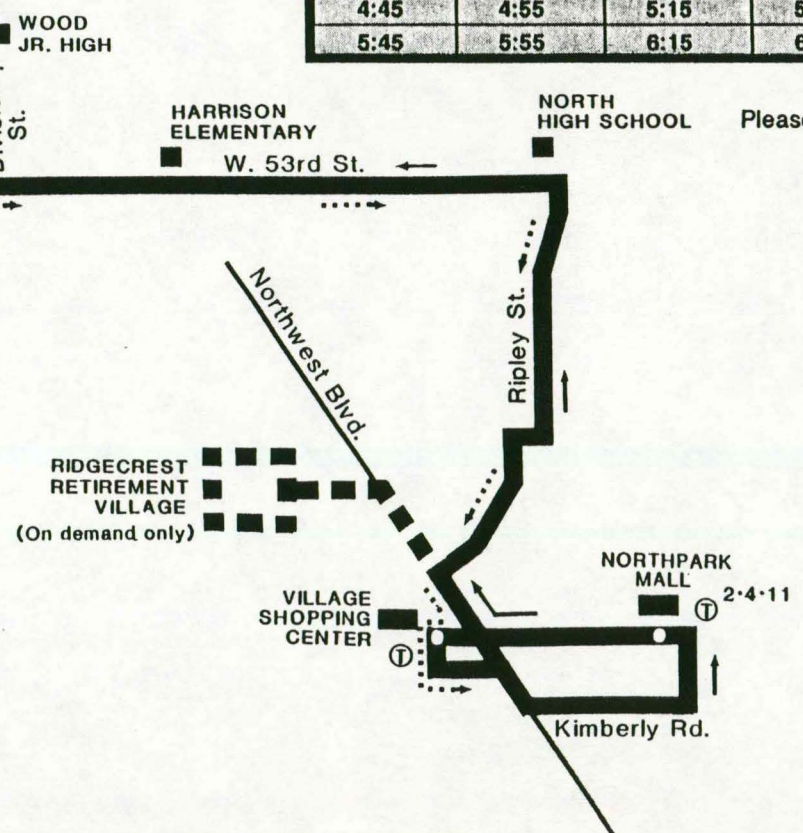 4:45 4:55 5:15
5:45 5:55 6:15
WOOD
JR. HIGH
St.
HARRISON
ELEMENTARY
NORTH
HIGH SCHOOL
W. 53rd St.
Northwest Blvd.
Ripley St.
RIDGECREST
RETIREMENT
VILLAGE
(On demand only)
NORTHPARK
MALL
T 2·4·11
VILLAGE
SHOPPING
CENTER
T
Kimberly Rd.